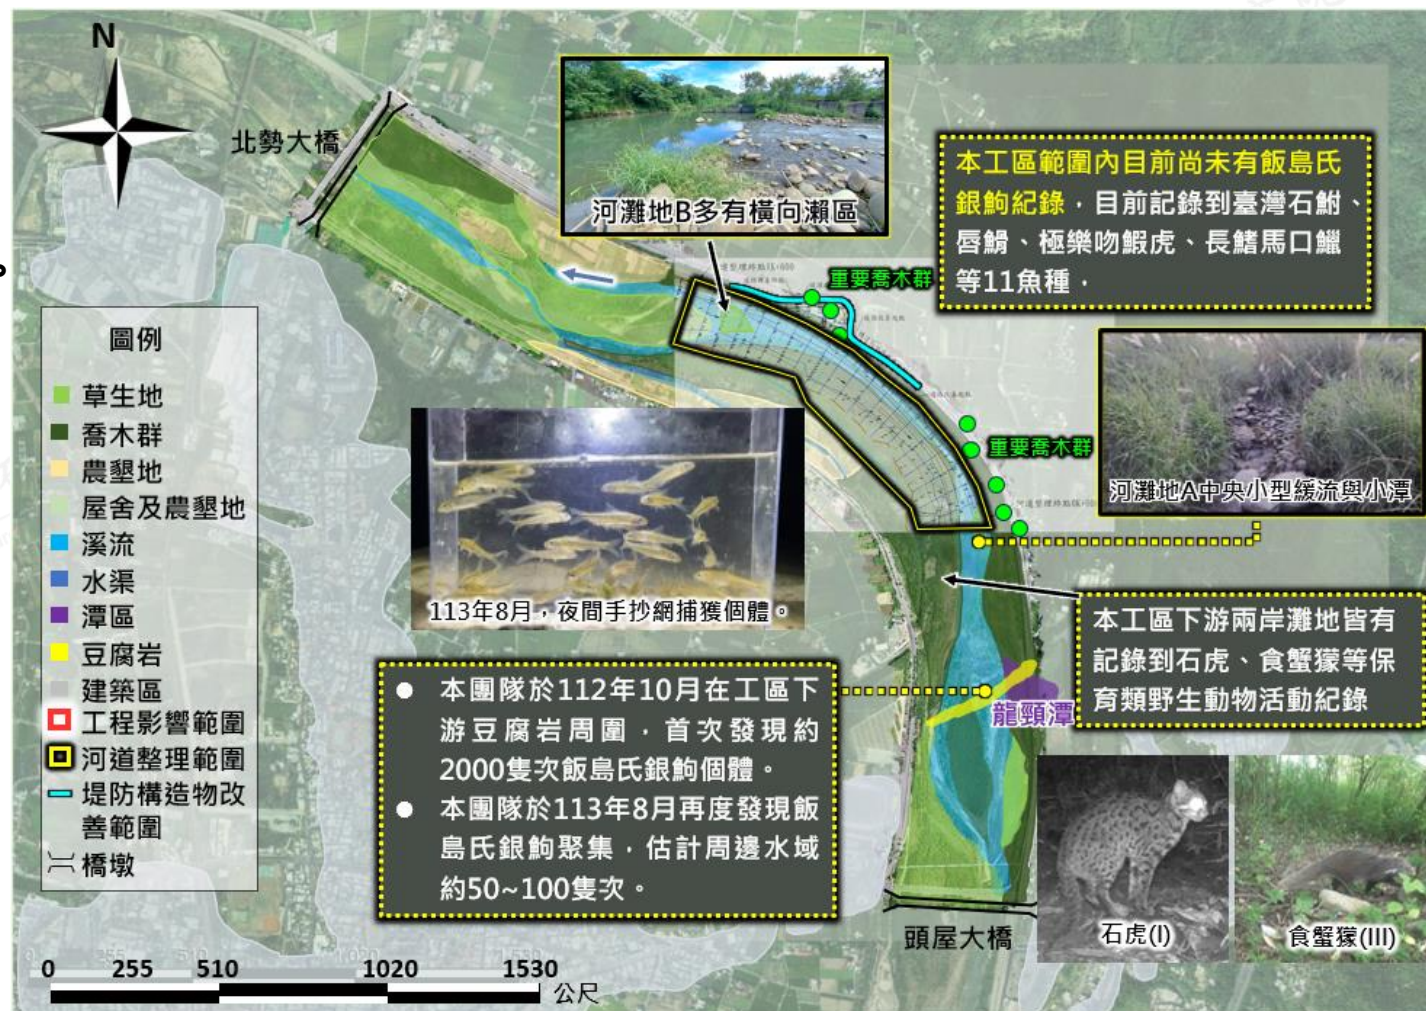 N
北勢大橋
河灘地B多有橫向瀨區
本工區範圍內目前尚未有飯島氏
銀鮈紀錄，目前記錄到臺灣石鮒、
唇䱻、極樂吻鰕虎、長鰭馬口鱲
等11魚種．
重要喬木群
重要喬木群
河灘地A中央小型緩流與小潭
圖例
草生地
喬木群
農墾地
屋舍及農墾地
溪流
水渠
潭區
豆腐岩
建築區
工程影響範圍
河道整理範圍
堤防構造物改
善範圍
橋墩
113年8月，夜間手抄網捕獲個體。
本工區下游兩岸灘地皆有
記錄到石虎、食蟹獴等保
育類野生動物活動紀錄
● 本團隊於112年10月在工區下
游豆腐岩周圍．首次發現約
2000隻次飯島氏銀鮈個體。
● 本團隊於113年8月再度發現飯
島氏銀鮈聚集，估計周邊水域
約50~100隻次。
龍頸潭
頭屋大橋
石虎(I)
食蟹獴(III)
0 255 510 1020 1530
公尺